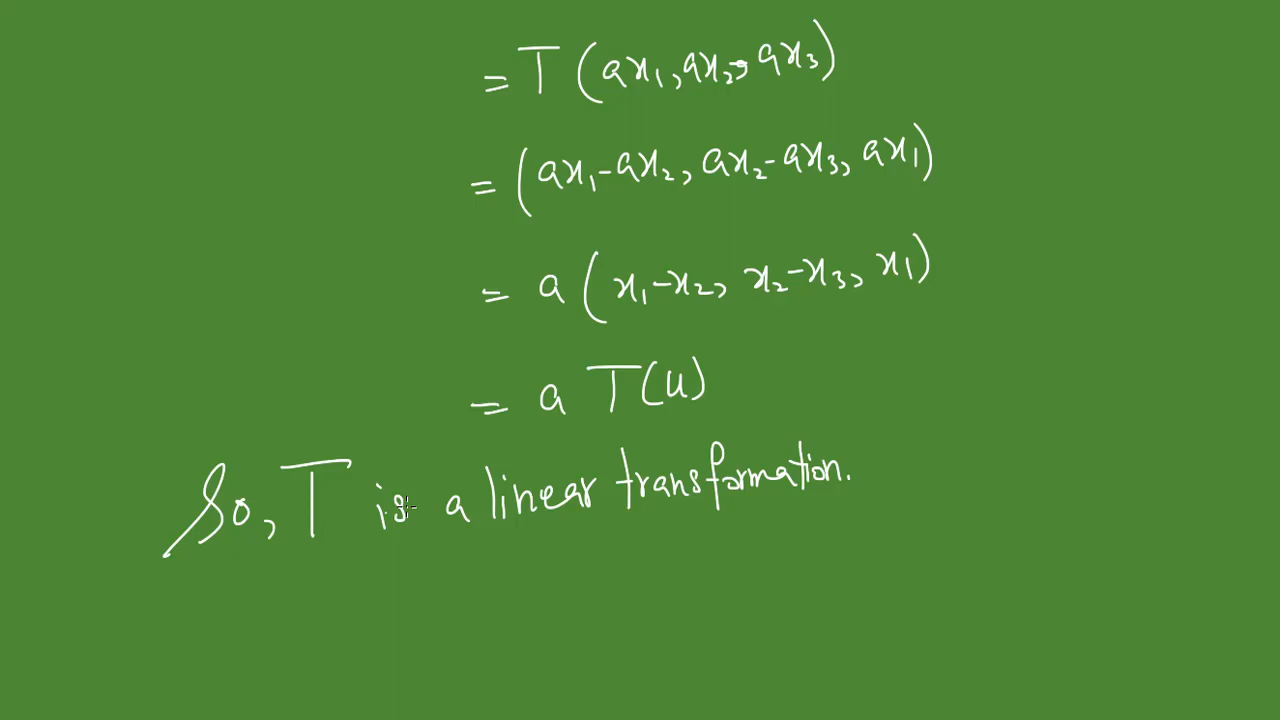 = T (ax₁, ax₂, ax₃)
= (ax₁ - ax₂, ax₂ - ax₃, ax₁)
= a (x₁ - x₂, x₂ - x₃, x₁)
= a T(u)
So, T is a linear transformation.